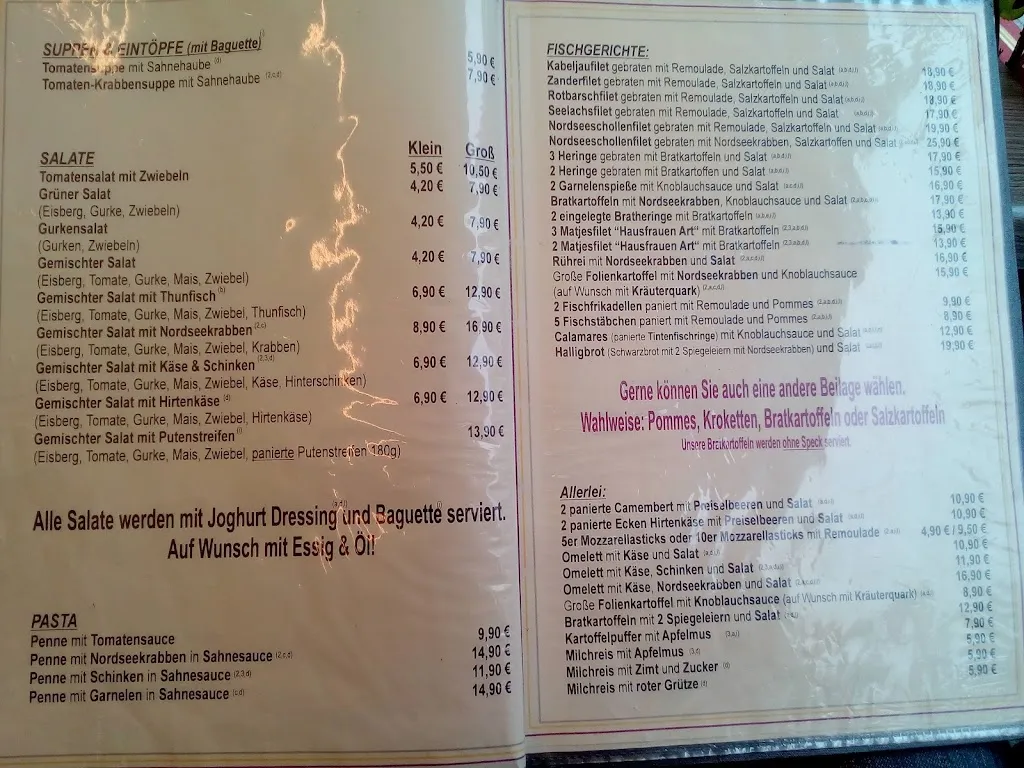 SUPPEN & EINTÖPFE (mit Baguette)
Tomatensuppe mit Sahnehaube 5,90 €
Tomaten-Krabbensuppe mit Sahnehaube (2,c,d) 7,90 €
SALATE Klein Groß
Tomatensalat mit Zwiebeln 5,50 € 10,50 €
Grüner Salat 4,20 € 7,90 €
(Eisberg, Gurke, Zwiebeln)
Gurkensalat 4,20 € 7,90 €
(Gurken, Zwiebeln)
Gemischter Salat 4,20 € 7,90 €
(Eisberg, Tomate, Gurke, Mais, Zwiebel)
Gemischter Salat mit Thunfisch (b) 6,90 € 12,90 €
(Eisberg, Tomate, Gurke, Mais, Zwiebel, Thunfisch)
Gemischter Salat mit Nordseekrabben (2,c) 8,90 € 16,90 €
(Eisberg, Tomate, Gurke, Mais, Zwiebel, Krabben)
Gemischter Salat mit Käse & Schinken (2,3,d) 6,90 € 12,90 €
(Eisberg, Tomate, Gurke, Mais, Zwiebel, Käse, Hinterschinken)
Gemischter Salat mit Hirtenkäse (d) 6,90 € 12,90 €
(Eisberg, Tomate, Gurke, Mais, Zwiebel, Hirtenkäse)
Gemischter Salat mit Putenstreifen 13,90 €
(Eisberg, Tomate, Gurke, Mais, Zwiebel, panierte Putenstreifen 180g)
Alle Salate werden mit Joghurt Dressing und Baguette serviert.
Auf Wunsch mit Essig & Öl!
PASTA
Penne mit Tomatensauce 9,90 €
Penne mit Nordseekrabben in Sahnesauce (2,c,d) 14,90 €
Penne mit Schinken in Sahnesauce (2,3,d) 11,90 €
Penne mit Garnelen in Sahnesauce (c,d) 14,90 €
FISCHGERICHTE:
Kabeljaufilet gebraten mit Remoulade, Salzkartoffeln und Salat 18,90 €
Zanderfilet gebraten mit Remoulade, Salzkartoffeln und Salat 18,90 €
Rotbarschfilet gebraten mit Remoulade, Salzkartoffeln und Salat 18,90 €
Seelachsfilet gebraten mit Remoulade, Salzkartoffeln und Salat 17,90 €
Nordseeschollenfilet gebraten mit Remoulade, Salzkartoffeln und Salat 19,90 €
Nordseeschollenfilet gebraten mit Nordseekrabben, Salzkartoffeln und Salat 25,90 €
3 Heringe gebraten mit Bratkartoffeln und Salat 17,90 €
2 Heringe gebraten mit Bratkartoffeln und Salat 15,90 €
2 Garnelenspieße mit Knoblauchsauce und Salat 16,90 €
Bratkartoffeln mit Nordseekrabben, Knoblauchsauce und Salat 17,90 €
2 eingelegte Bratheringe mit Bratkartoffeln 13,90 €
3 Matjesfilet "Hausfrauen Art" mit Bratkartoffeln 15,90 €
2 Matjesfilet "Hausfrauen Art" mit Bratkartoffeln 13,90 €
Rührei mit Nordseekrabben und Salat 16,90 €
Große Folienkartoffel mit Nordseekrabben und Knoblauchsauce 15,90 €
(auf Wunsch mit Kräuterquark)
2 Fischfrikadellen paniert mit Remoulade und Pommes 9,90 €
5 Fischstäbchen paniert mit Remoulade und Pommes 8,90 €
Calamares (panierte Tintenfischringe) mit Knoblauchsauce und Salat 12,90 €
Halligbrot (Schwarzbrot mit 2 Spiegeleiern mit Nordseekrabben) und Salat 19,90 €
Gerne können Sie auch eine andere Beilage wählen.
Wahlweise: Pommes, Kroketten, Bratkartoffeln oder Salzkartoffeln
Unsere Bratkartoffeln werden ohne Speck serviert.
Allerlei:
2 panierte Camembert mit Preiselbeeren und Salat 10,90 €
2 panierte Ecken Hirtenkäse mit Preiselbeeren und Salat 10,90 €
5er Mozzarellasticks oder 10er Mozzarellasticks mit Remoulade 4,90 € / 9,50 €
Omelett mit Käse und Salat 10,90 €
Omelett mit Käse, Schinken und Salat 11,90 €
Omelett mit Käse, Nordseekrabben und Salat 16,90 €
Große Folienkartoffel mit Knoblauchsauce (auf Wunsch mit Kräuterquark) 8,90 €
Bratkartoffeln mit 2 Spiegeleiern und Salat 12,90 €
Kartoffelpuffer mit Apfelmus 7,90 €
Milchreis mit Apfelmus 5,90 €
Milchreis mit Zimt und Zucker 5,90 €
Milchreis mit roter Grütze 5,90 €